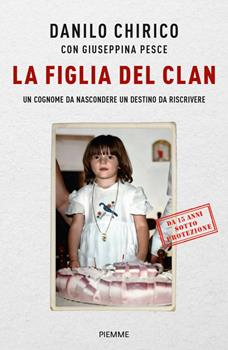 DANILO CHIRICO
CON GIUSEPPINA PESCE
LA FIGLIA DEL CLAN
UN COGNOME DA NASCONDERE UN DESTINO DA RISCRIVERE
DA 15 ANNI
SOTTO
PROTEZIONE
PIEMME